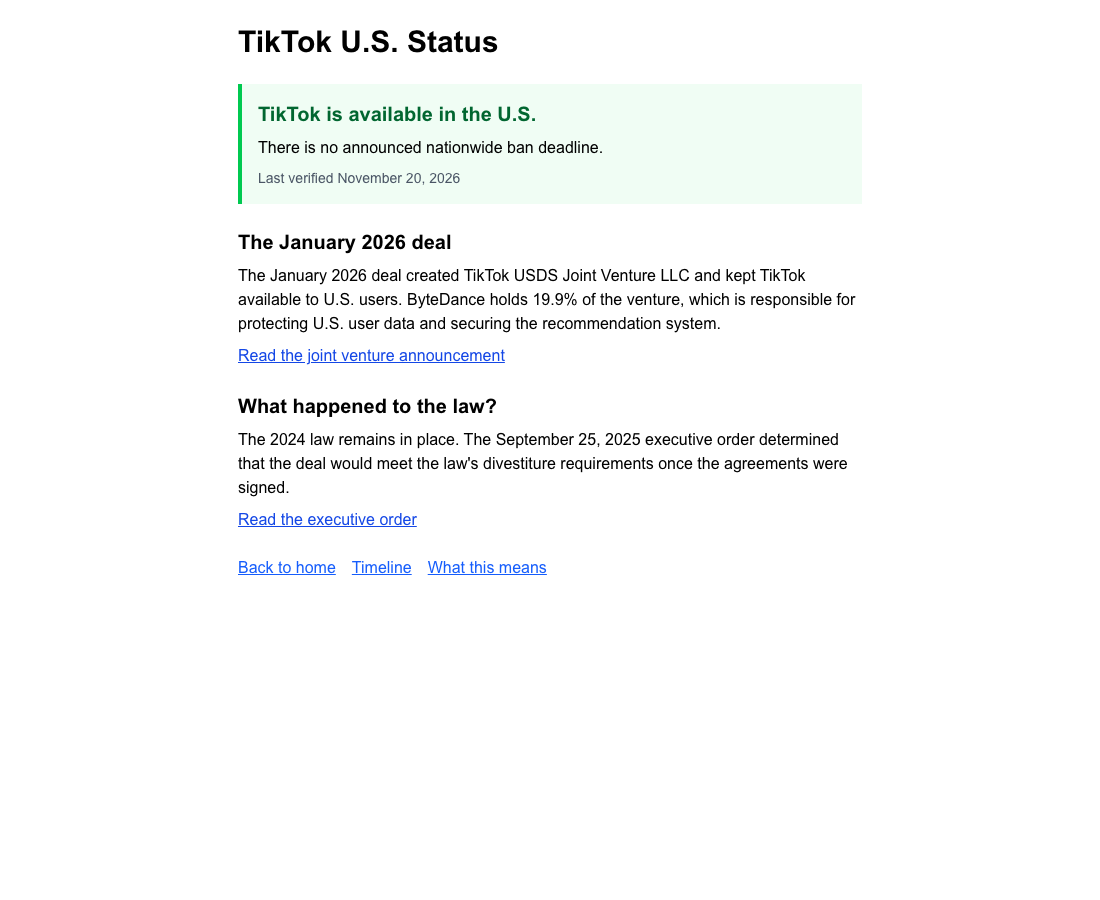 TikTok U.S. Status
TikTok is available in the U.S.
There is no announced nationwide ban deadline.
Last verified November 20, 2026
The January 2026 deal
The January 2026 deal created TikTok USDS Joint Venture LLC and kept TikTok
available to U.S. users. ByteDance holds 19.9% of the venture, which is responsible for
protecting U.S. user data and securing the recommendation system.
Read the joint venture announcement
What happened to the law?
The 2024 law remains in place. The September 25, 2025 executive order determined
that the deal would meet the law's divestiture requirements once the agreements were
signed.
Read the executive order
Back to home Timeline What this means